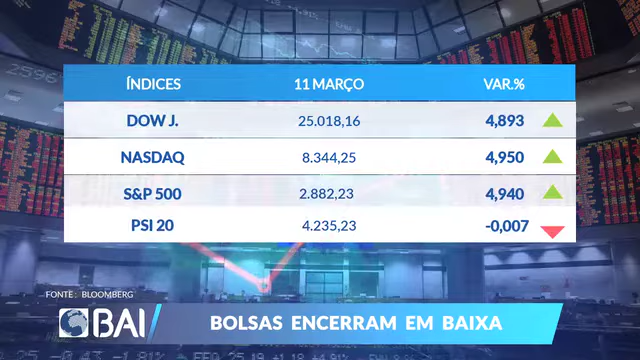 ÍNDICES 11 MARÇO VAR.%
DOW J. 25.018,16 4,893
NASDAQ 8.344,25 4,950
S&P 500 2.882,23 4,940
PSI 20 4.235,23 -0,007
FONTE: BLOOMBERG
BAI BOLSAS ENCERRAM EM BAIXA